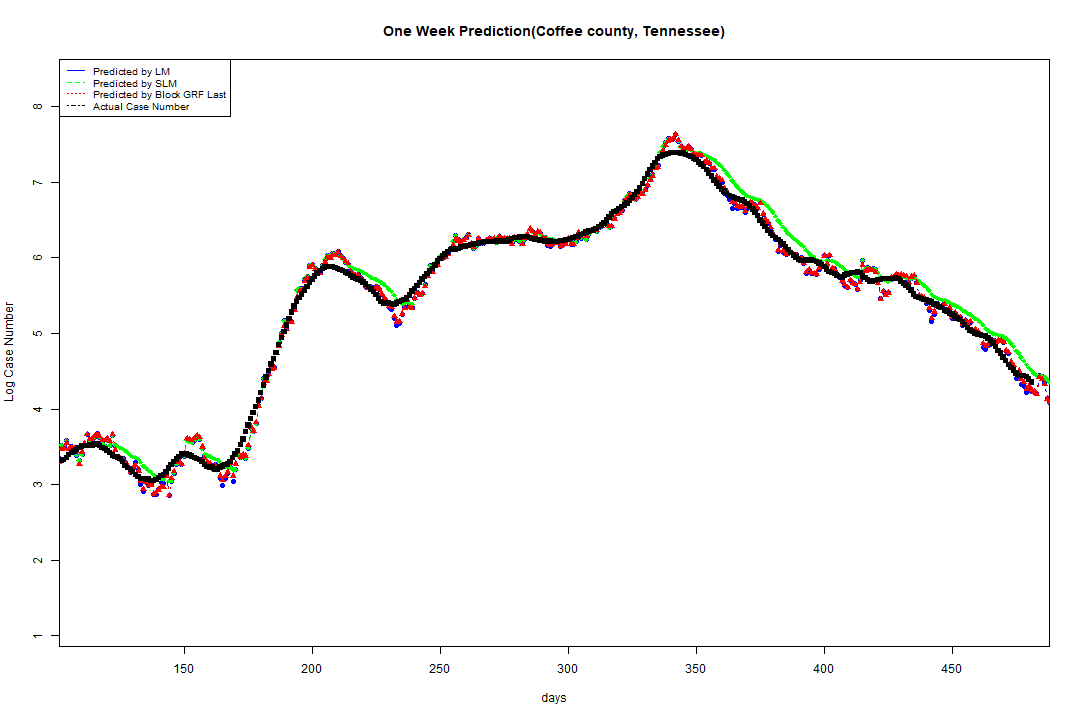 One Week Prediction(Coffee county, Tennessee)
Predicted by LM
Predicted by SLM
Predicted by Block GRF Last
Actual Case Number
8
7
6
5
4
3
2
1
Log Case Number
150 200 250 300 350 400 450
days